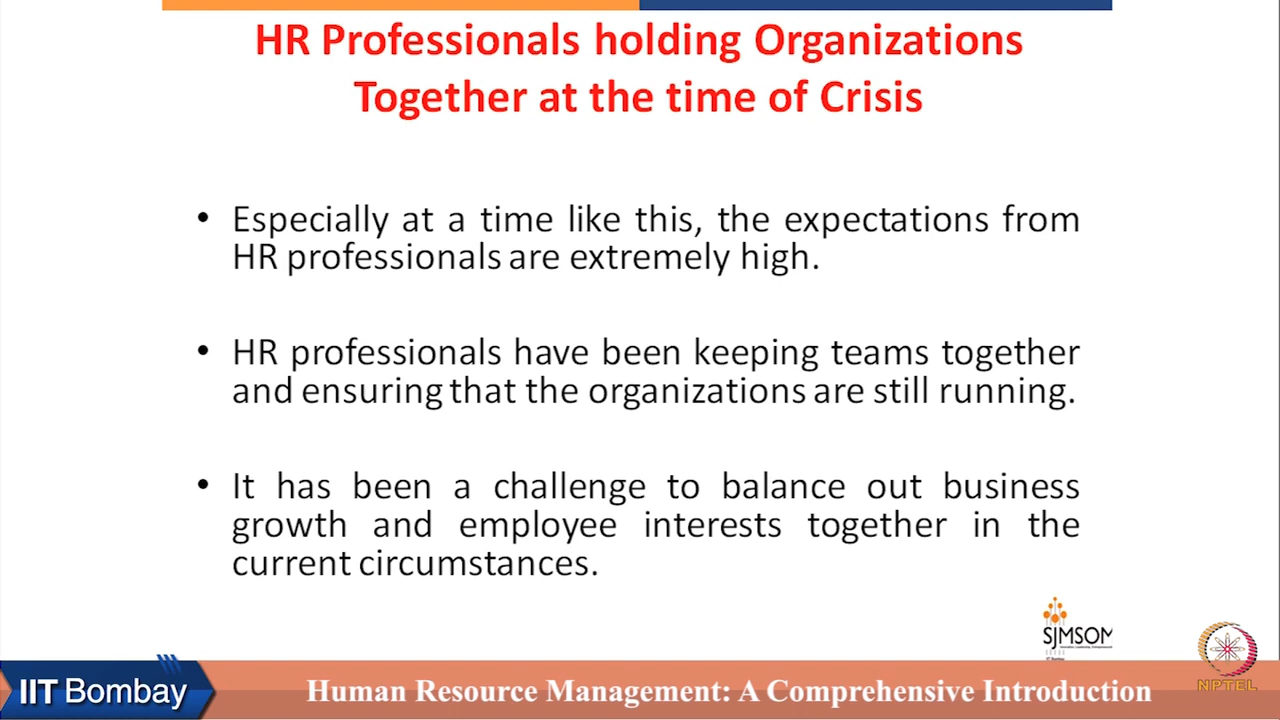 HR Professionals holding Organizations
Together at the time of Crisis
• Especially at a time like this, the expectations from
HR professionals are extremely high.
• HR professionals have been keeping teams together
and ensuring that the organizations are still running.
• It has been a challenge to balance out business
growth and employee interests together in the
current circumstances.
SJMSOM
IIT Bombay
Human Resource Management: A Comprehensive Introduction
NPTEL